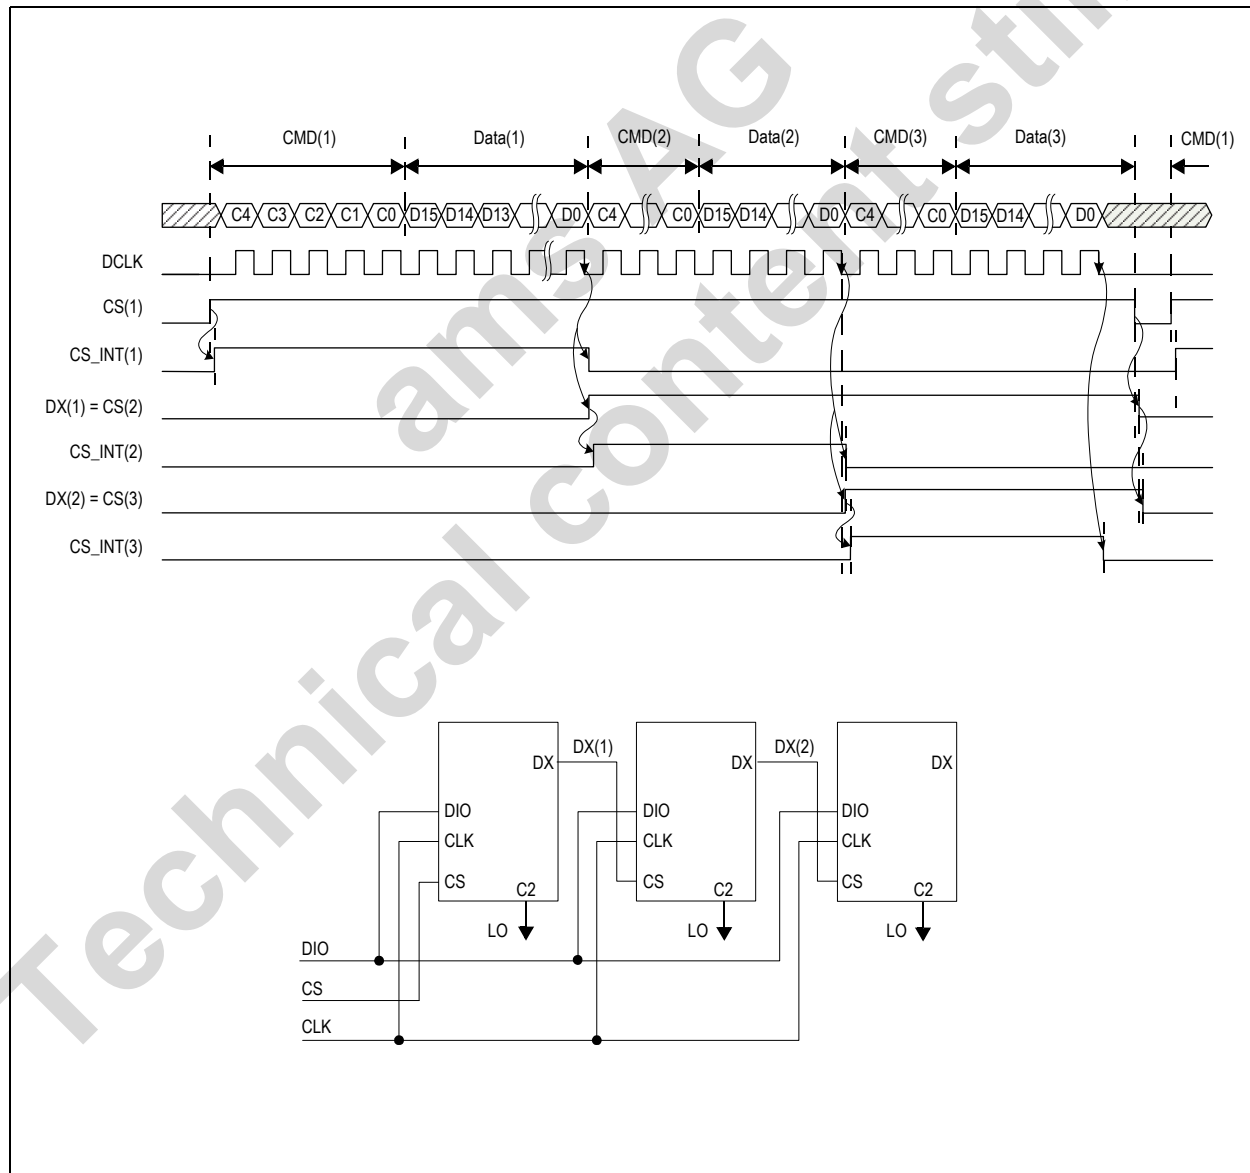 CMD(1) Data(1) CMD(2) Data(2) CMD(3) Data(3) CMD(1)
C4 C3 C2 C1 C0 D15 D14 D13 D0 C4 C0 D15 D14 D0 C4 C0 D15 D14 D0
DCLK
CS(1)
CS_INT(1)
DX(1) = CS(2)
CS_INT(2)
DX(2) = CS(3)
CS_INT(3)
DX(1) DX(2)
DX DX DX
DIO DIO DIO
CLK CLK CLK
CS CS CS
C2 C2 C2
LO LO LO
DIO
CS
CLK
ams AG
Technical content still